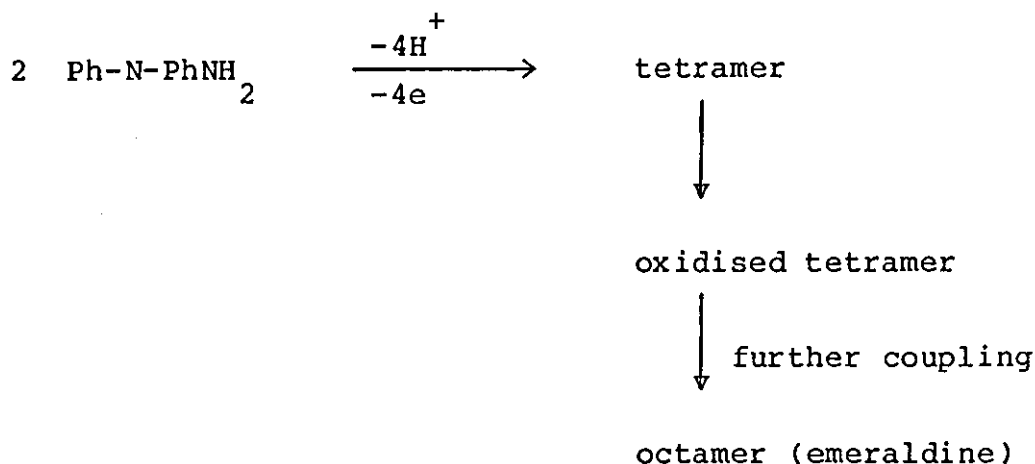 2 Ph-N-PhNH2 -4H+ tetramer
-4e
oxidised tetramer
further coupling
octamer (emeraldine)